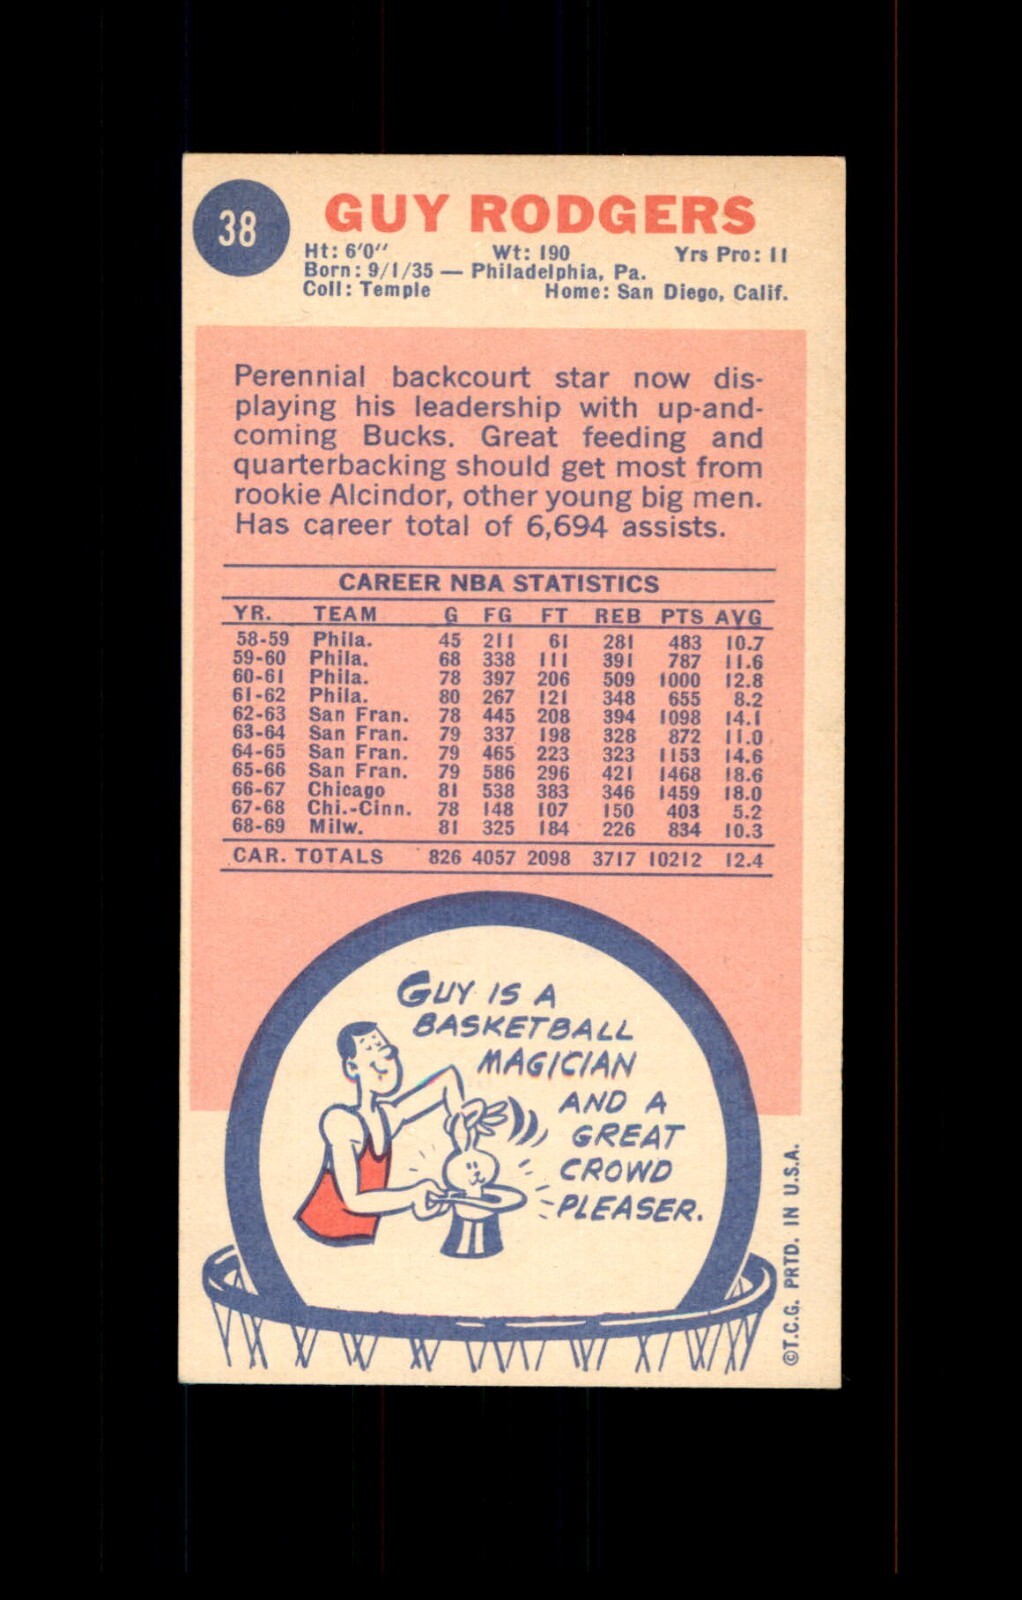 38
GUY RODGERS
Ht: 6'0" Wt: 190 Yrs Pro: 11
Born: 9/1/35 — Philadelphia, Pa.
Coll: Temple Home: San Diego, Calif.
Perennial backcourt star now dis-
playing his leadership with up-and-
coming Bucks. Great feeding and
quarterbacking should get most from
rookie Alcindor, other young big men.
Has career total of 6,694 assists.
CAREER NBA STATISTICS
YR. TEAM G FG FT REB PTS AVG
58-59 Phila. 45 211 61 281 483 10.7
59-60 Phila. 68 338 111 391 787 11.6
60-61 Phila. 78 397 206 509 1000 12.8
61-62 Phila. 80 267 121 348 655 8.2
62-63 San Fran. 78 445 208 394 1098 14.1
63-64 San Fran. 79 337 198 328 872 11.0
64-65 San Fran. 79 465 223 323 1153 14.6
65-66 San Fran. 79 586 296 421 1468 18.6
66-67 Chicago 81 538 383 346 1459 18.0
67-68 Chi.-Cinn. 78 148 107 150 403 5.2
68-69 Milw. 81 325 184 226 834 10.3
CAR. TOTALS 826 4057 2098 3717 10212 12.4
GUY IS A
BASKETBALL
MAGICIAN
AND A
GREAT
CROWD
PLEASER.
©T.C.G. PRTD. IN U.S.A.